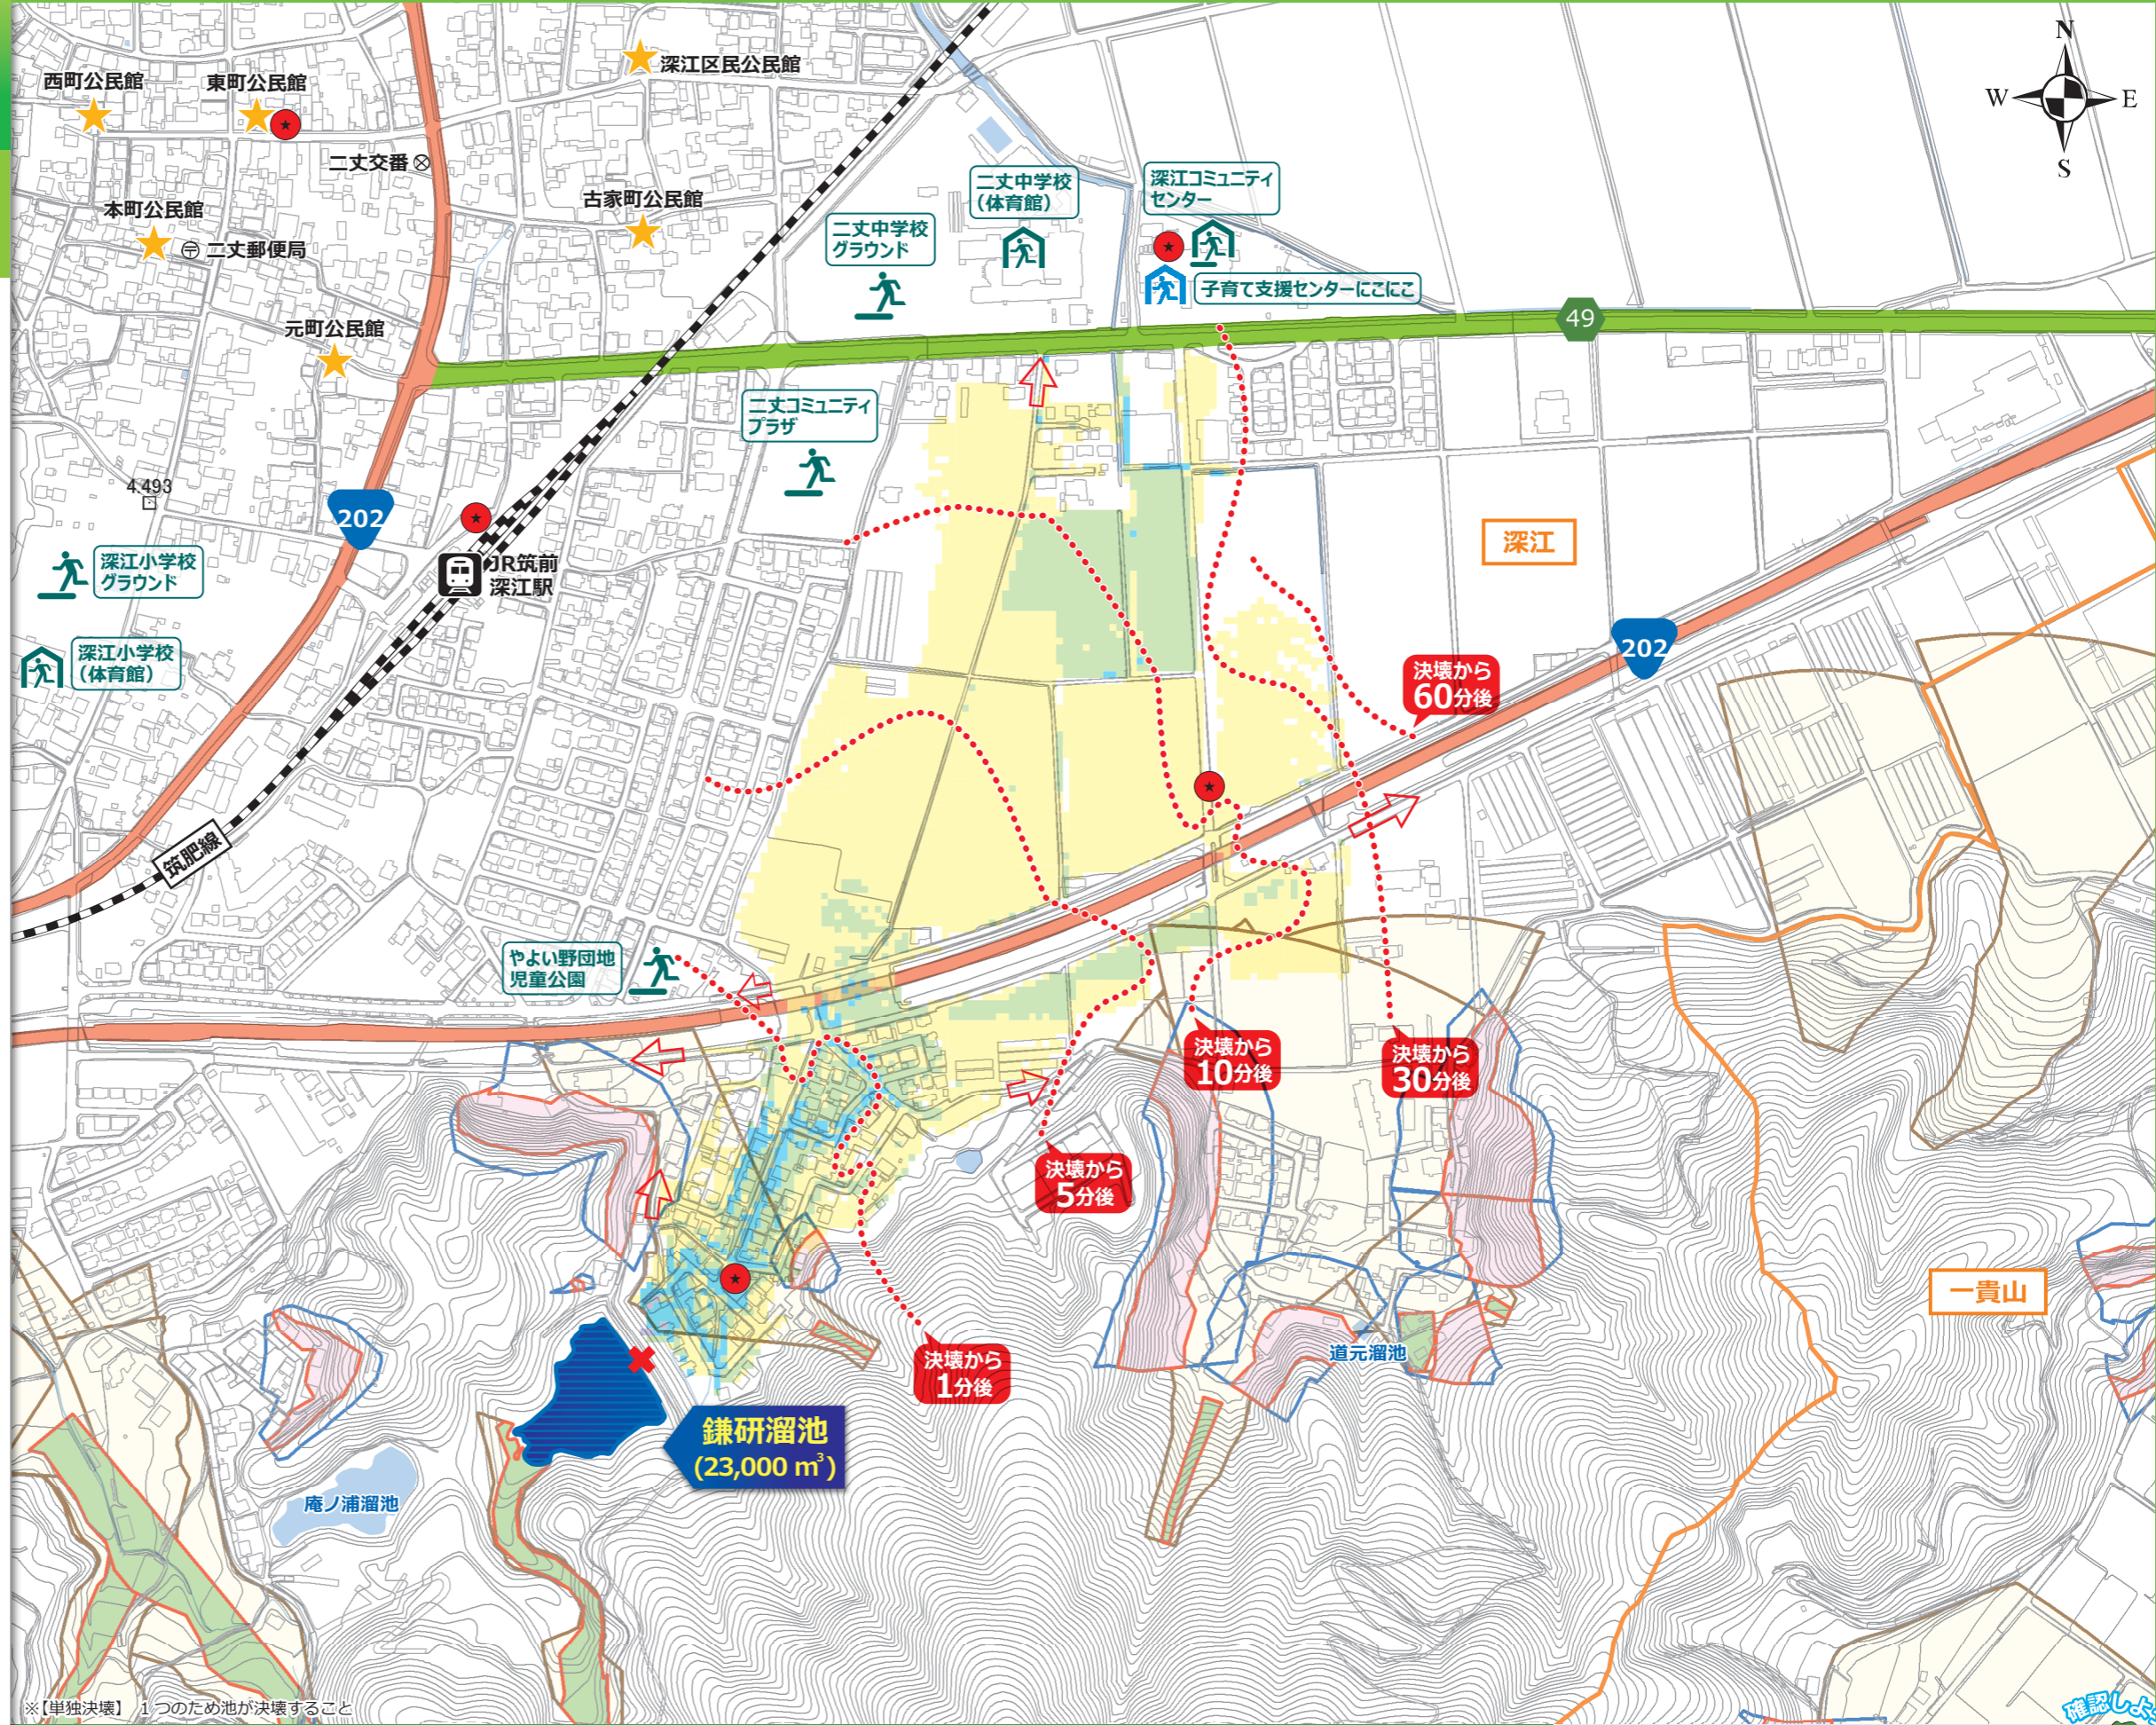 N
W
E
S
西町公民館
東町公民館
深江区民公民館
二丈交番
本町公民館
二丈郵便局
古家町公民館
元町公民館
二丈中学校
（体育館）
深江コミュニティ
センター
二丈中学校
グラウンド
子育て支援センターにこにこ
49
二丈コミュニティ
プラザ
4.493
202
JR筑前
深江駅
深江
深江小学校
グラウンド
深江小学校
（体育館）
202
決壊から
60分後
筑肥線
やよい野団地
児童公園
決壊から
10分後
決壊から
30分後
決壊から
5分後
一貴山
道元溜池
決壊から
1分後
鎌研溜池
(23,000 m³)
庵ノ浦溜池
※【単独決壊】　1つのため池が決壊すること
確認しよ